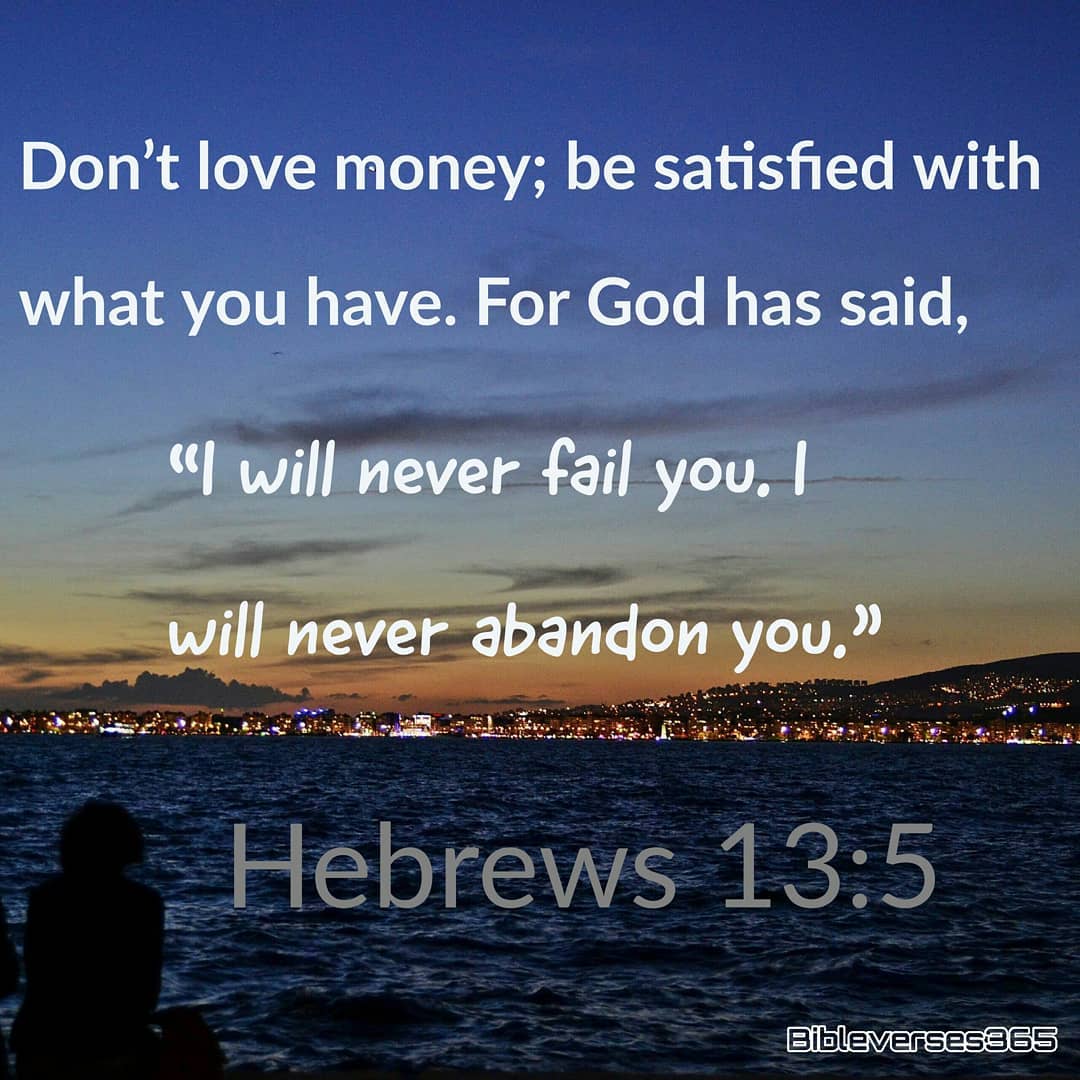 Don’t love money; be satisfied with
what you have. For God has said,
“I will never fail you. I
will never abandon you.”
Hebrews 13:5
Bibleverses365